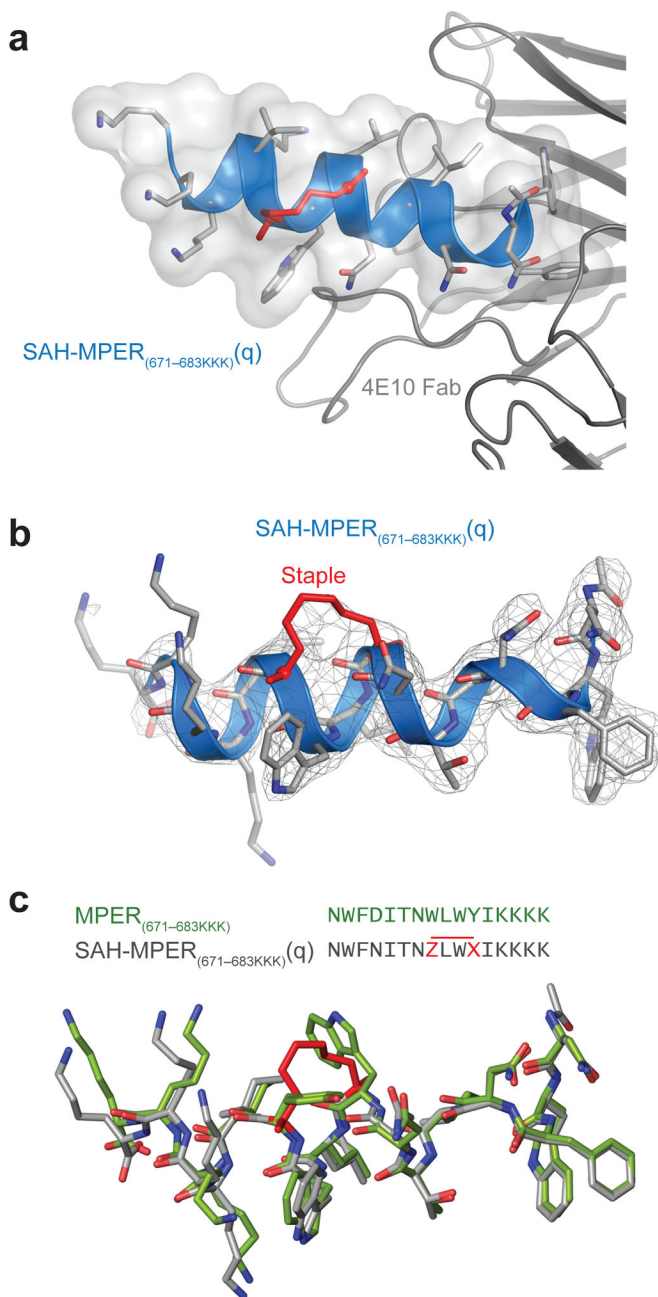 a
SAH-MPER(671–683KKK)(q)
4E10 Fab
b
SAH-MPER(671–683KKK)(q)
Staple
c
MPER(671–683KKK) NWFDITNWLWYIKKKK
SAH-MPER(671–683KKK)(q) NWFNITNZLWXIKKKK